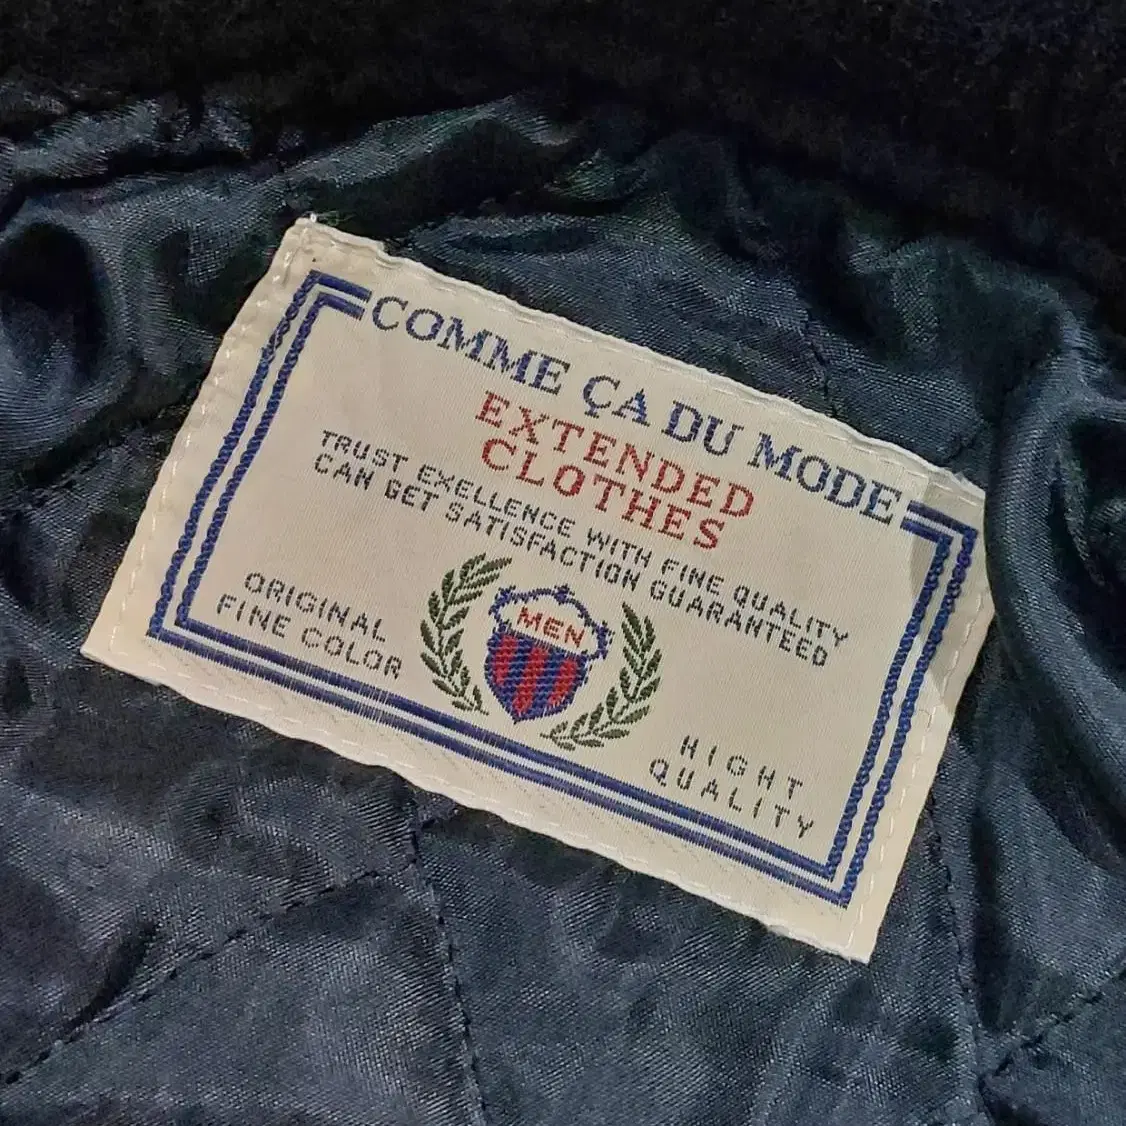 COMME ÇA DU MODE
EXTENDED
CLOTHES
TRUST EXELLENCE WITH FINE QUALITY
CAN GET SATISFACTION GUARANTEED
MEN
ORIGINAL
FINE COLOR
HIGHT
QUALITY